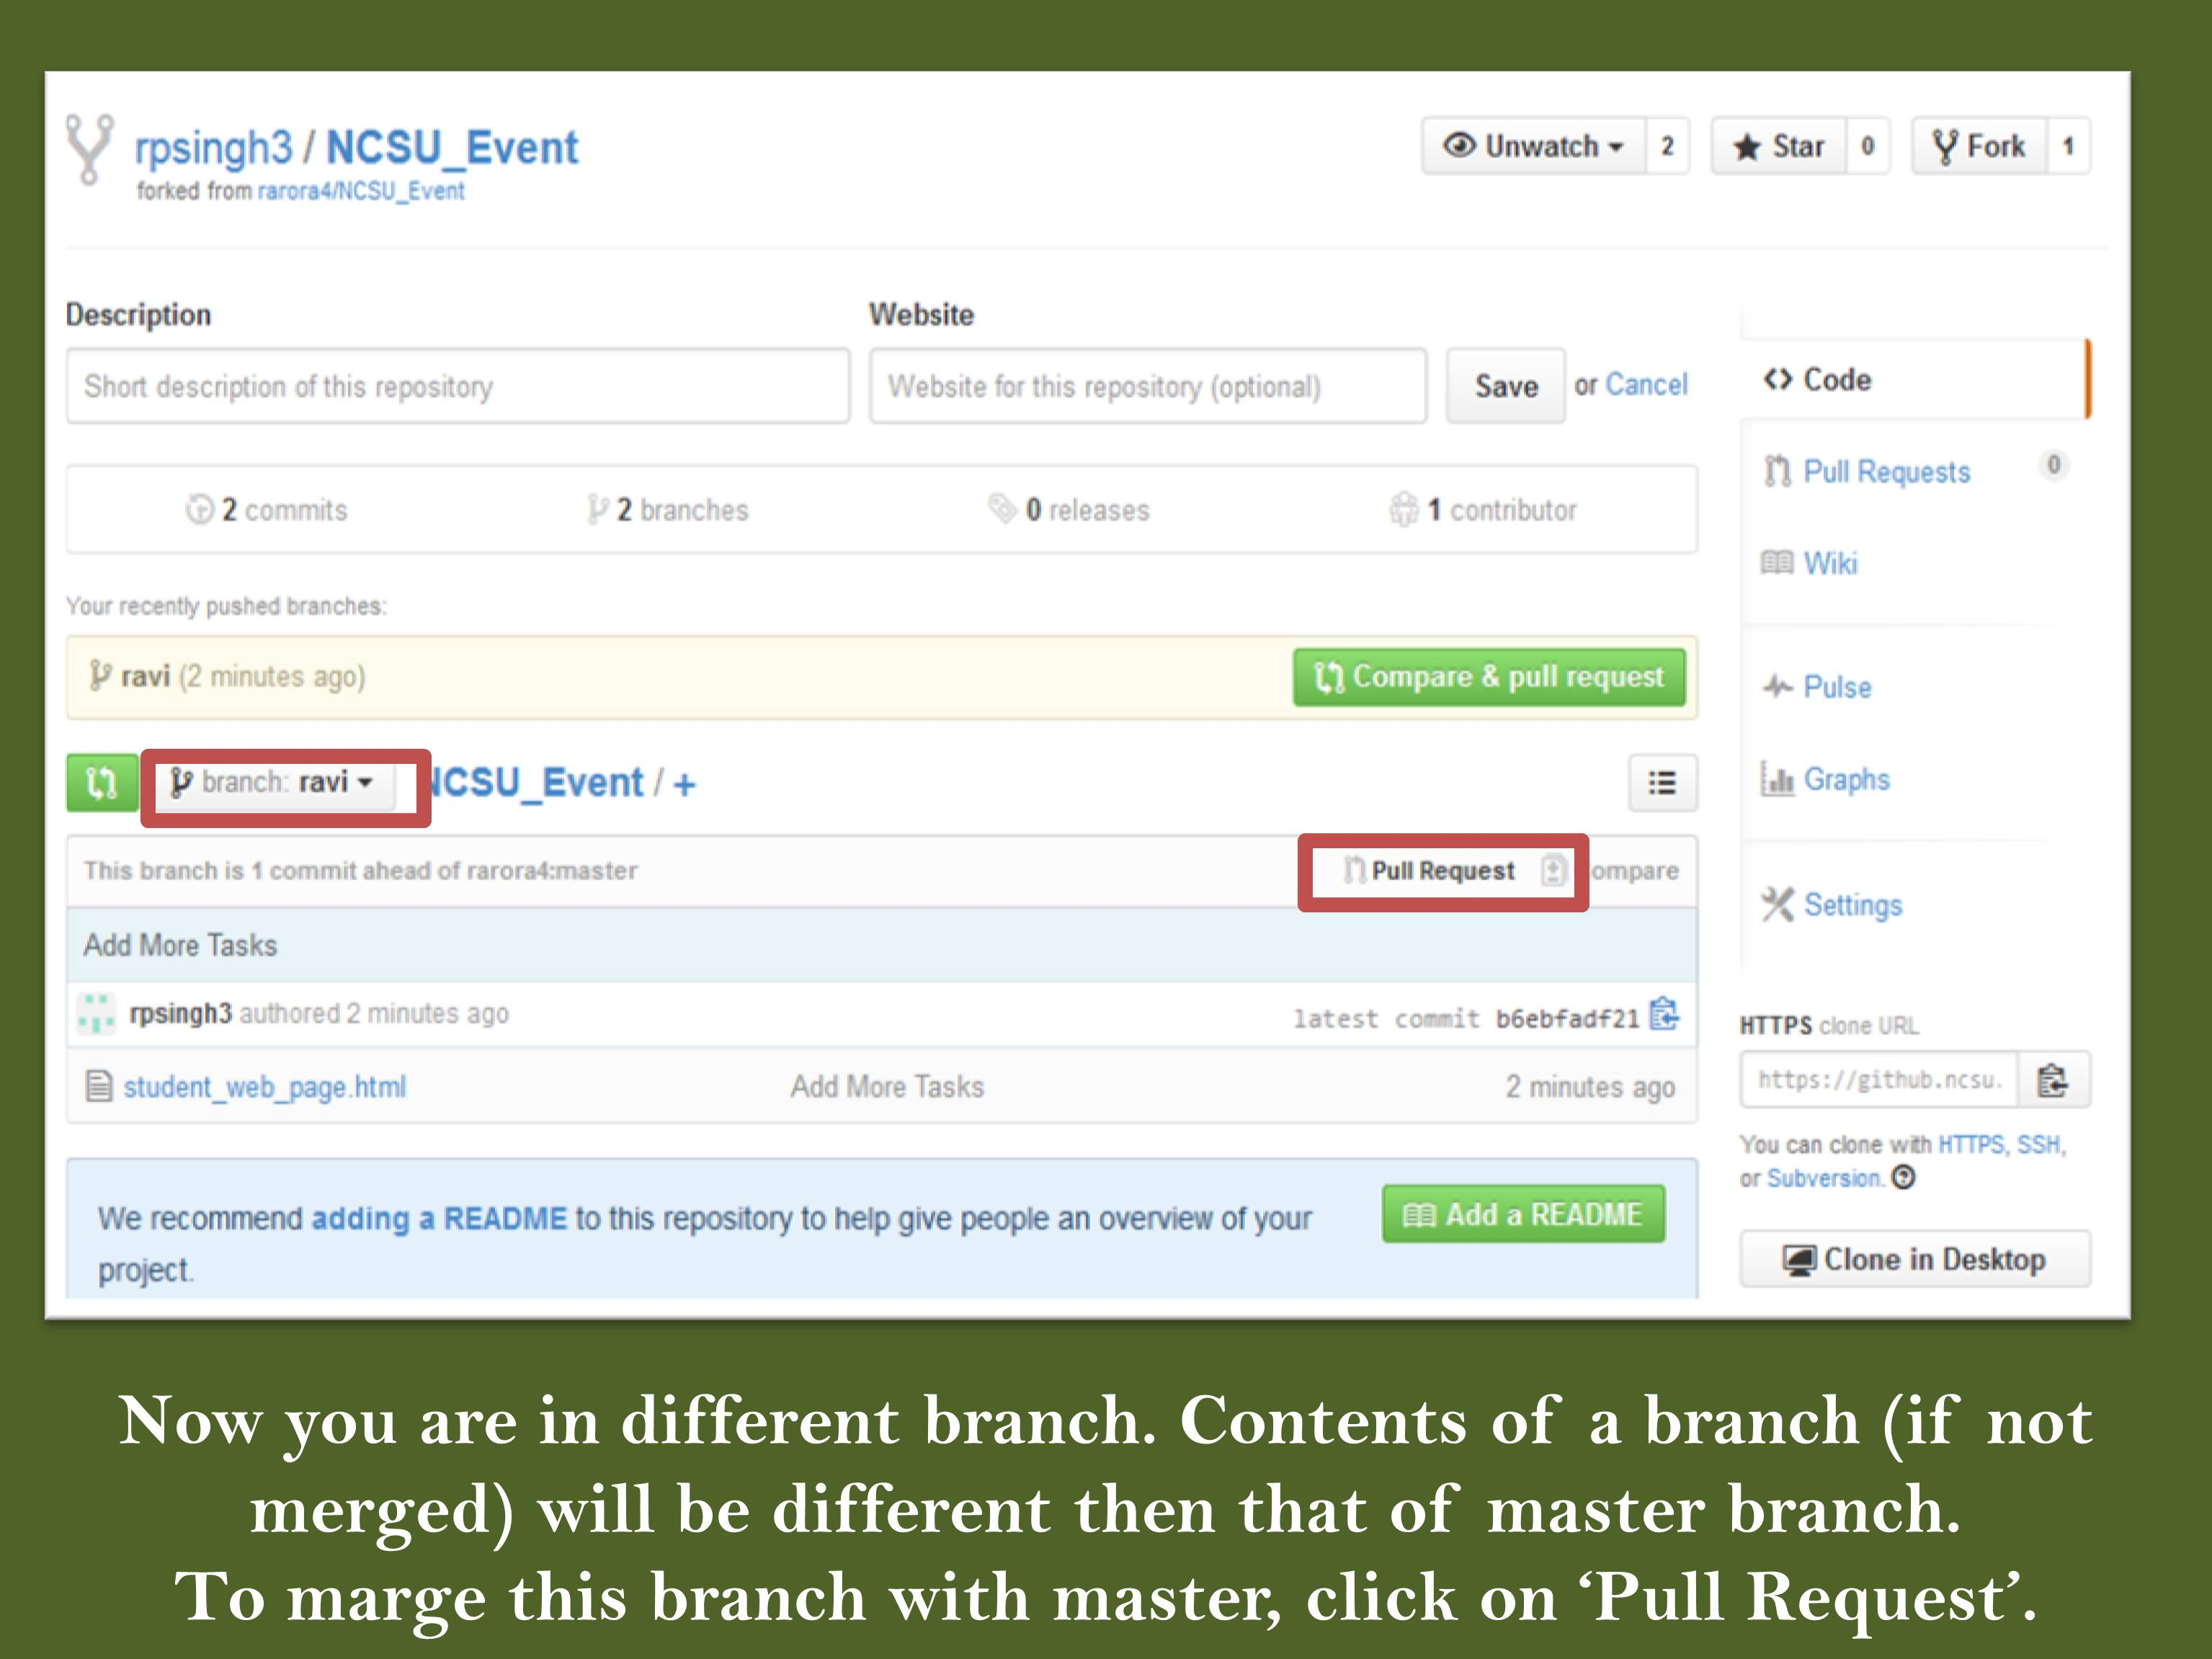 rpsingh3 / NCSU_Event
forked from rarora4/NCSU_Event
Unwatch 2
Star 0
Fork 1
Description
Website
Short description of this repository
Website for this repository (optional)
Save or Cancel
2 commits
2 branches
0 releases
1 contributor
Your recently pushed branches:
ravi (2 minutes ago)
Compare & pull request
branch: ravi
NCSU_Event / +
This branch is 1 commit ahead of rarora4:master
Pull Request
ompare
Add More Tasks
rpsingh3 authored 2 minutes ago
latest commit b6ebfadf21
student_web_page.html
Add More Tasks
2 minutes ago
We recommend adding a README to this repository to help give people an overview of your
project.
Add a README
Code
Pull Requests 0
Wiki
Pulse
Graphs
Settings
HTTPS clone URL
https://github.ncsu.
You can clone with HTTPS, SSH,
or Subversion.
Clone in Desktop
Now you are in different branch. Contents of a branch (if not
merged) will be different then that of master branch.
To marge this branch with master, click on ‘Pull Request’.